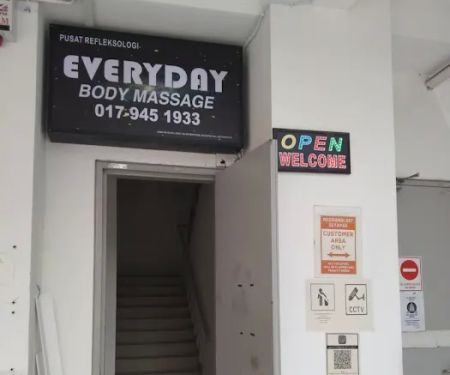 PUSAT REFLEKSOLOGI
EVERYDAY
BODY MASSAGE
017-945 1933
OPEN
WELCOME
CUSTOMER
AREA
ONLY
CCTV